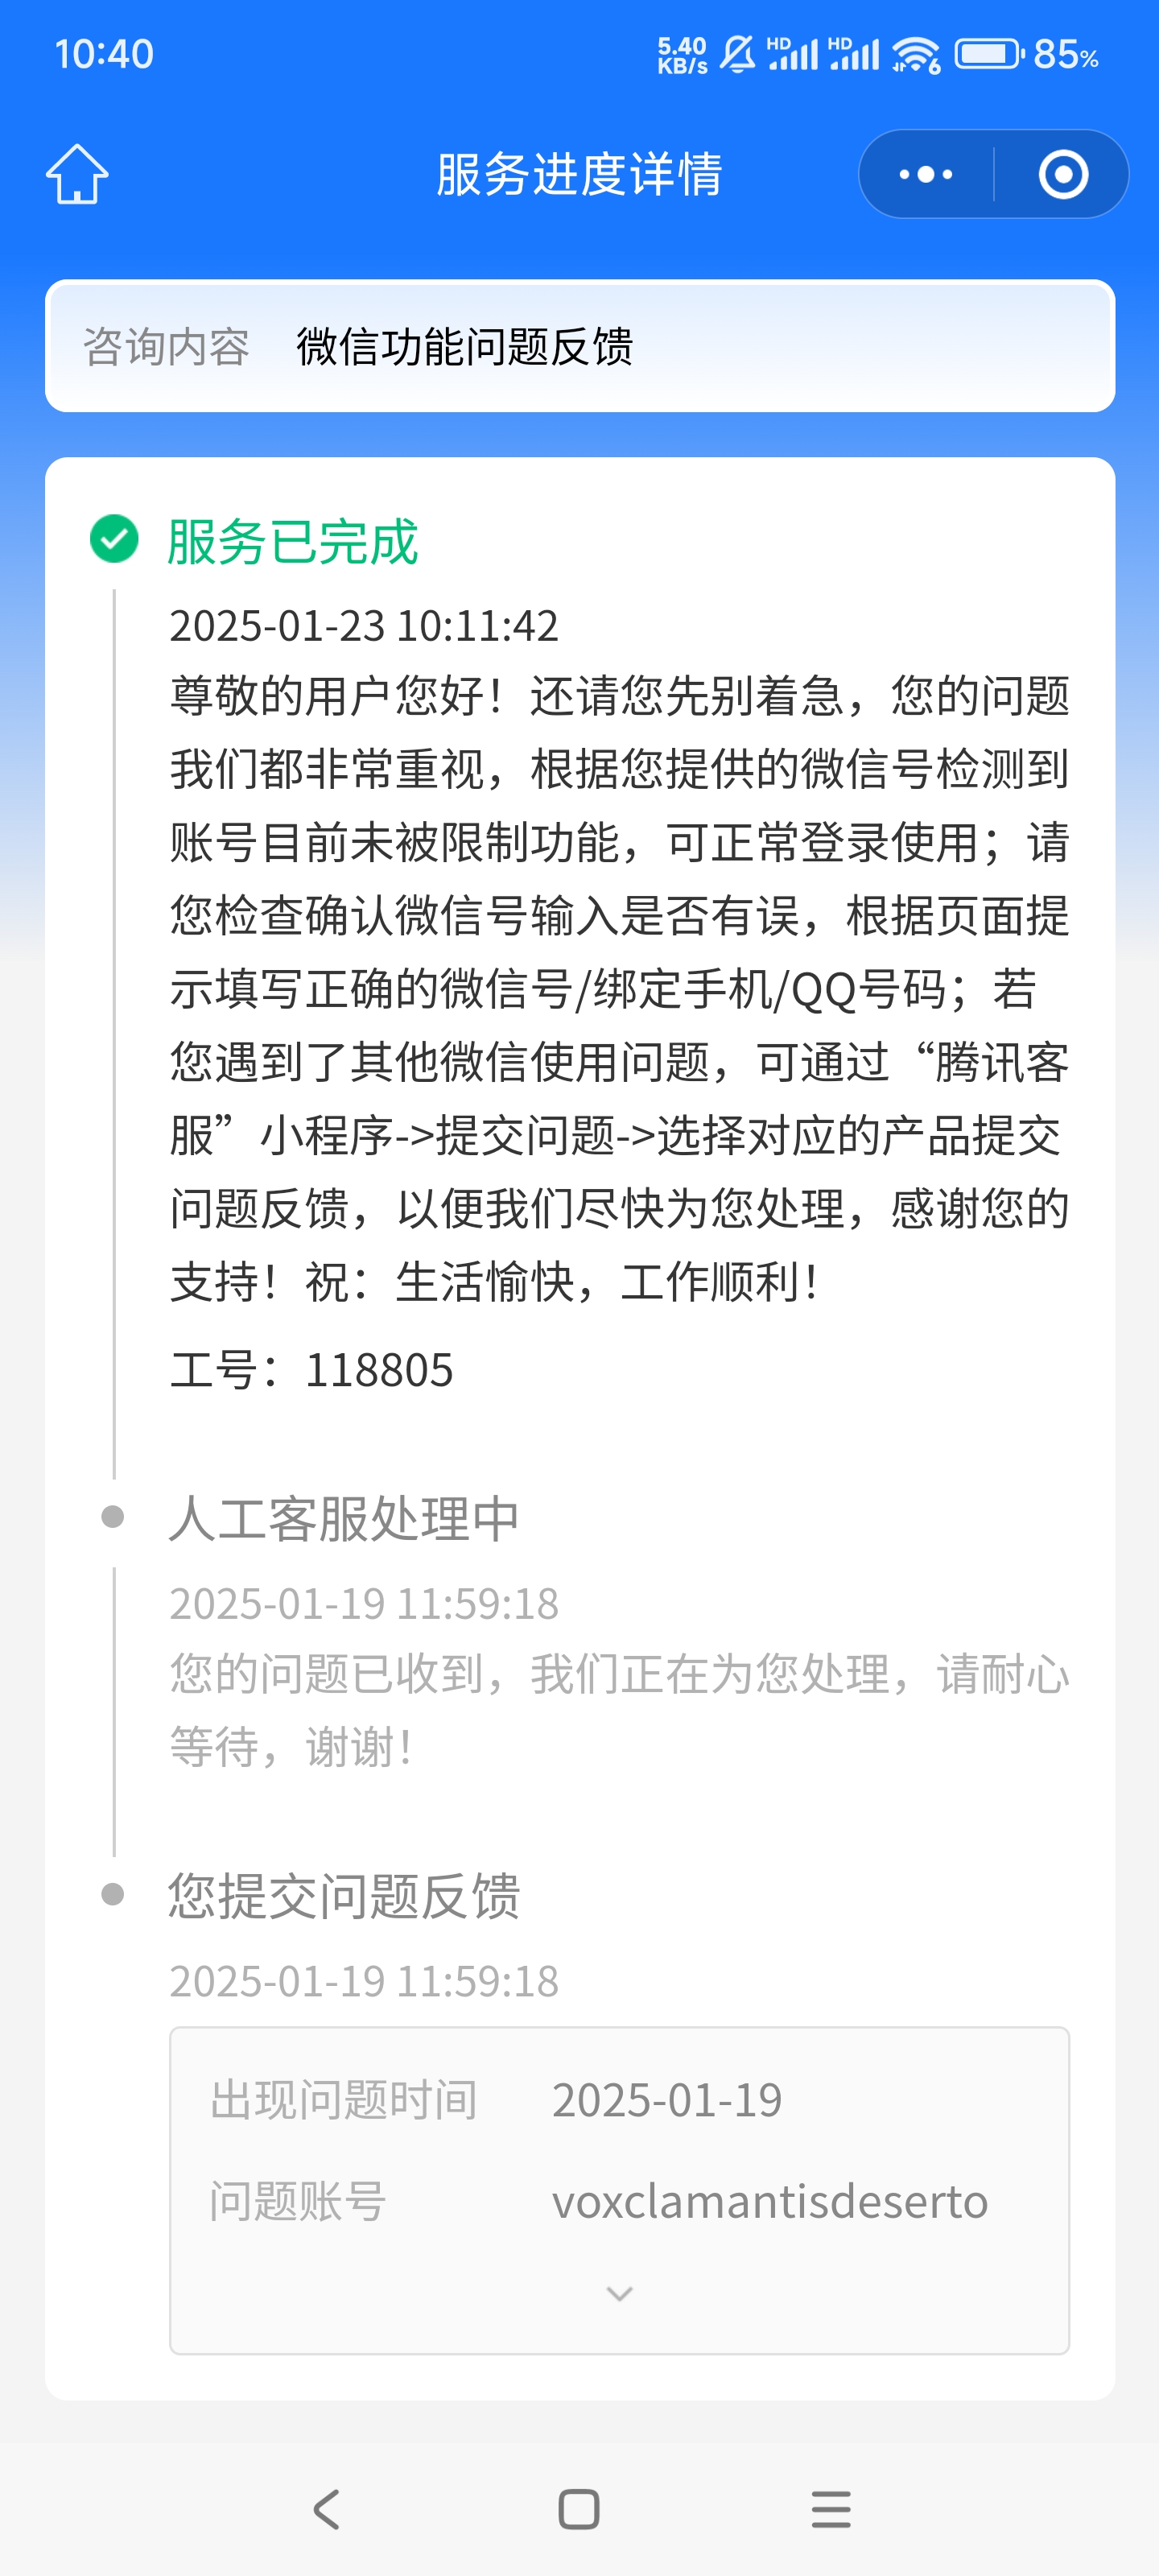 10:40
5.40 KB/s HD HD 6 85%
服务进度详情
咨询内容 微信功能问题反馈
服务已完成
2025-01-23 10:11:42
尊敬的用户您好！还请您先别着急，您的问题
我们都非常重视，根据您提供的微信号检测到
账号目前未被限制功能，可正常登录使用；请
您检查确认微信号输入是否有误，根据页面提
示填写正确的微信号/绑定手机/QQ号码；若
您遇到了其他微信使用问题，可通过“腾讯客
服”小程序->提交问题->选择对应的产品提交
问题反馈，以便我们尽快为您处理，感谢您的
支持！祝：生活愉快，工作顺利！
工号：118805
人工客服处理中
2025-01-19 11:59:18
您的问题已收到，我们正在为您处理，请耐心
等待，谢谢！
您提交问题反馈
2025-01-19 11:59:18
出现问题时间 2025-01-19
问题账号 voxclamantisdeserto